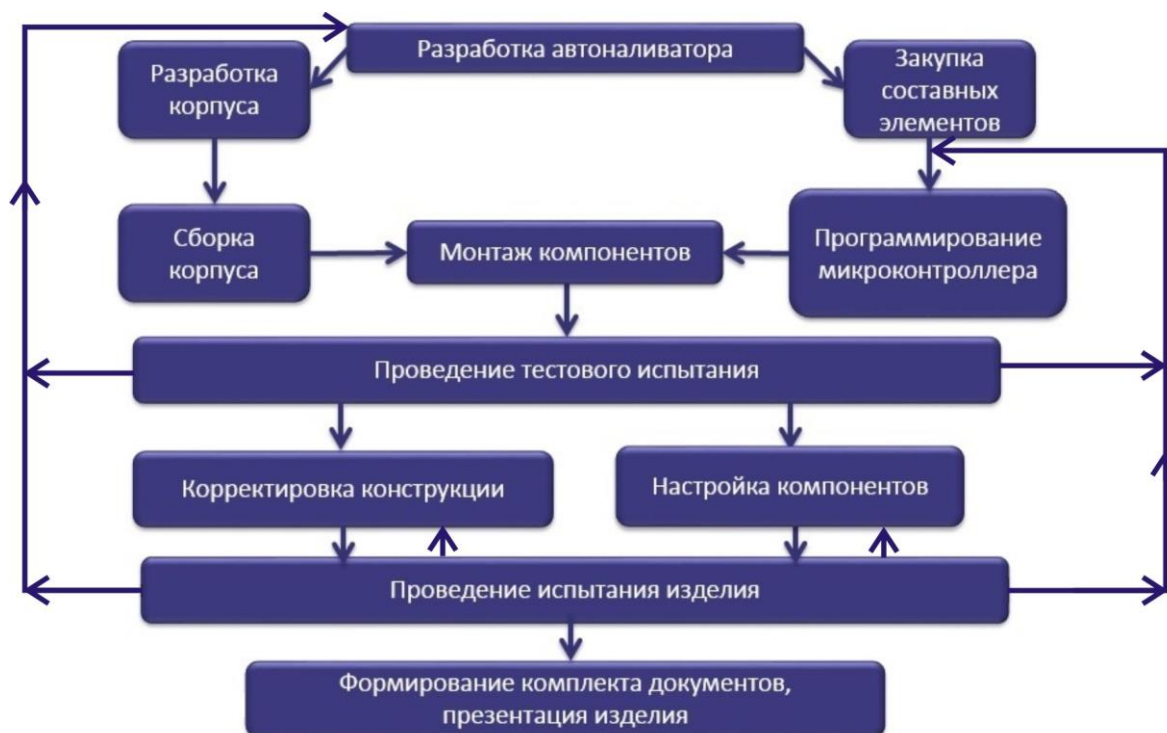 Разработка автоналиватора
Разработка
корпуса
Закупка
составных
элементов
Сборка
корпуса
Монтаж компонентов
Программирование
микроконтроллера
Проведение тестового испытания
Корректировка конструкции
Настройка компонентов
Проведение испытания изделия
Формирование комплекта документов,
презентация изделия